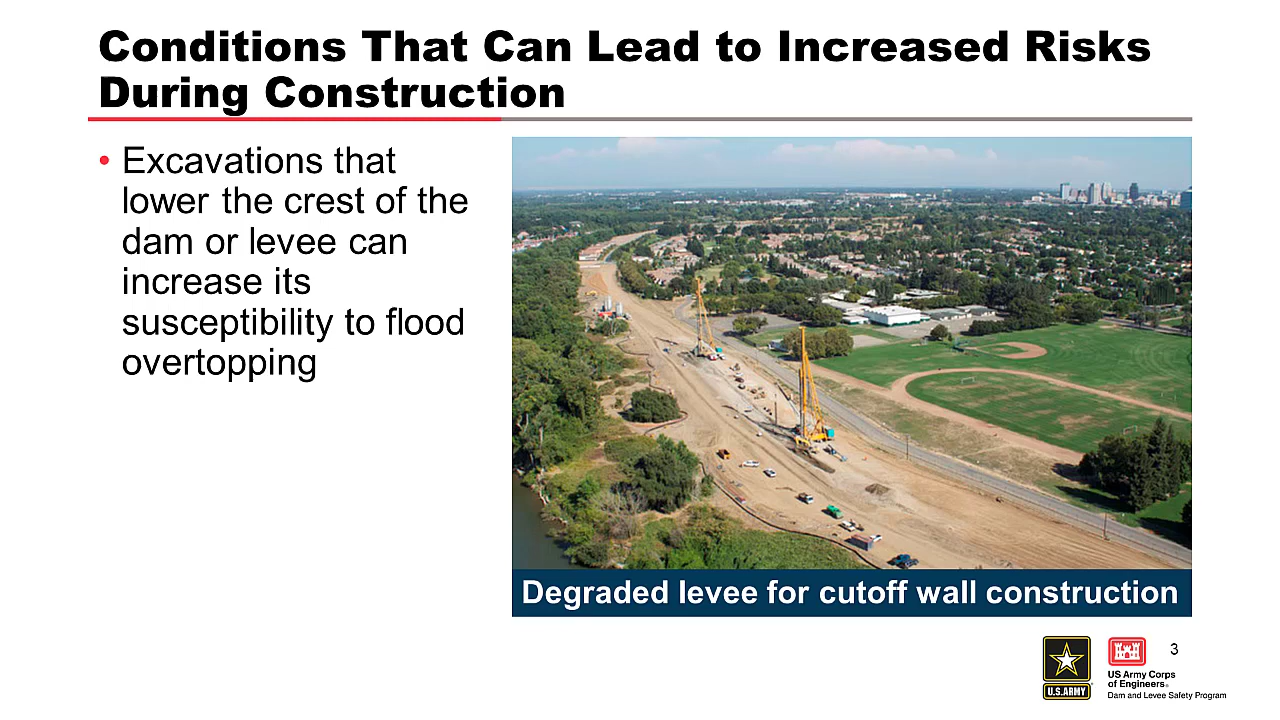 Conditions That Can Lead to Increased Risks
During Construction
• Excavations that
lower the crest of the
dam or levee can
increase its
susceptibility to flood
overtopping
Degraded levee for cutoff wall construction
U.S.ARMY
US Army Corps
of Engineers®
Dam and Levee Safety Program
3